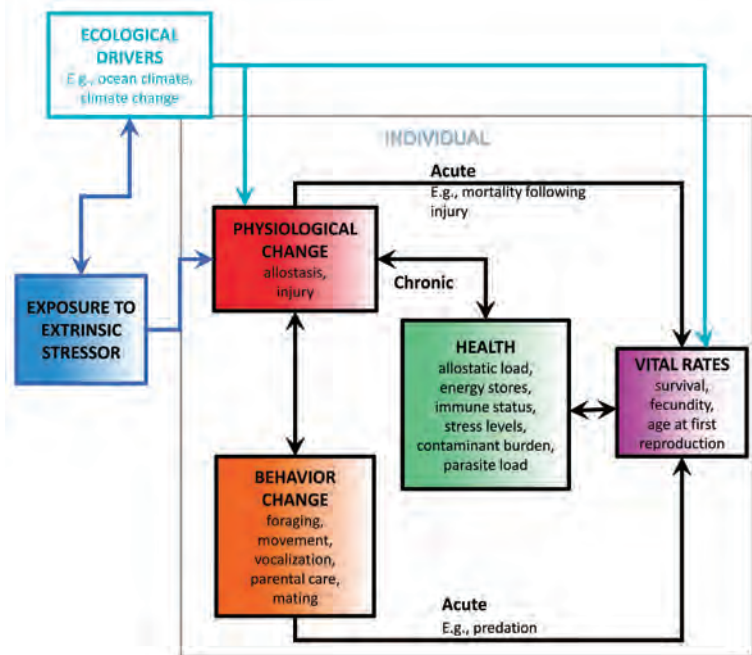 ECOLOGICAL
DRIVERS
E.g., ocean climate,
climate change
INDIVIDUAL
Acute
E.g., mortality following
injury
PHYSIOLOGICAL
CHANGE
allostasis,
injury
Chronic
EXPOSURE TO
EXTRINSIC
STRESSOR
HEALTH
allostatic load,
energy stores,
immune status,
stress levels,
contaminant burden,
parasite load
VITAL RATES
survival,
fecundity,
age at first
reproduction
BEHAVIOR
CHANGE
foraging,
movement,
vocalization,
parental care,
mating
Acute
E.g., predation